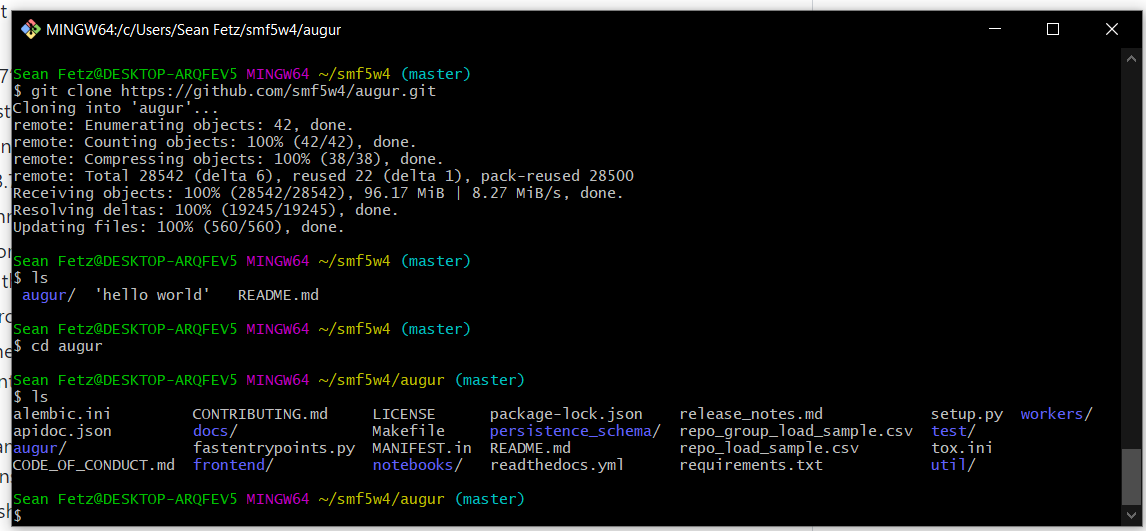 MINGW64:/c/Users/Sean Fetz/smf5w4/augur
Sean Fetz@DESKTOP-ARQFEV5 MINGW64 ~/smf5w4 (master)
$ git clone https://github.com/smf5w4/augur.git
Cloning into 'augur'...
remote: Enumerating objects: 42, done.
remote: Counting objects: 100% (42/42), done.
remote: Compressing objects: 100% (38/38), done.
remote: Total 28542 (delta 6), reused 22 (delta 1), pack-reused 28500
Receiving objects: 100% (28542/28542), 96.17 MiB | 8.27 MiB/s, done.
Resolving deltas: 100% (19245/19245), done.
Updating files: 100% (560/560), done.
Sean Fetz@DESKTOP-ARQFEV5 MINGW64 ~/smf5w4 (master)
$ ls
augur/  'hello world'   README.md
Sean Fetz@DESKTOP-ARQFEV5 MINGW64 ~/smf5w4 (master)
$ cd augur
Sean Fetz@DESKTOP-ARQFEV5 MINGW64 ~/smf5w4/augur (master)
$ ls
alembic.ini         CONTRIBUTING.md     LICENSE      package-lock.json    release_notes.md            setup.py  workers/
apidoc.json         docs/               Makefile     persistence_schema/  repo_group_load_sample.csv  test/
augur/              fastentrypoints.py  MANIFEST.in  README.md            repo_load_sample.csv        tox.ini
CODE_OF_CONDUCT.md  frontend/           notebooks/   readthedocs.yml      requirements.txt            util/
Sean Fetz@DESKTOP-ARQFEV5 MINGW64 ~/smf5w4/augur (master)
$